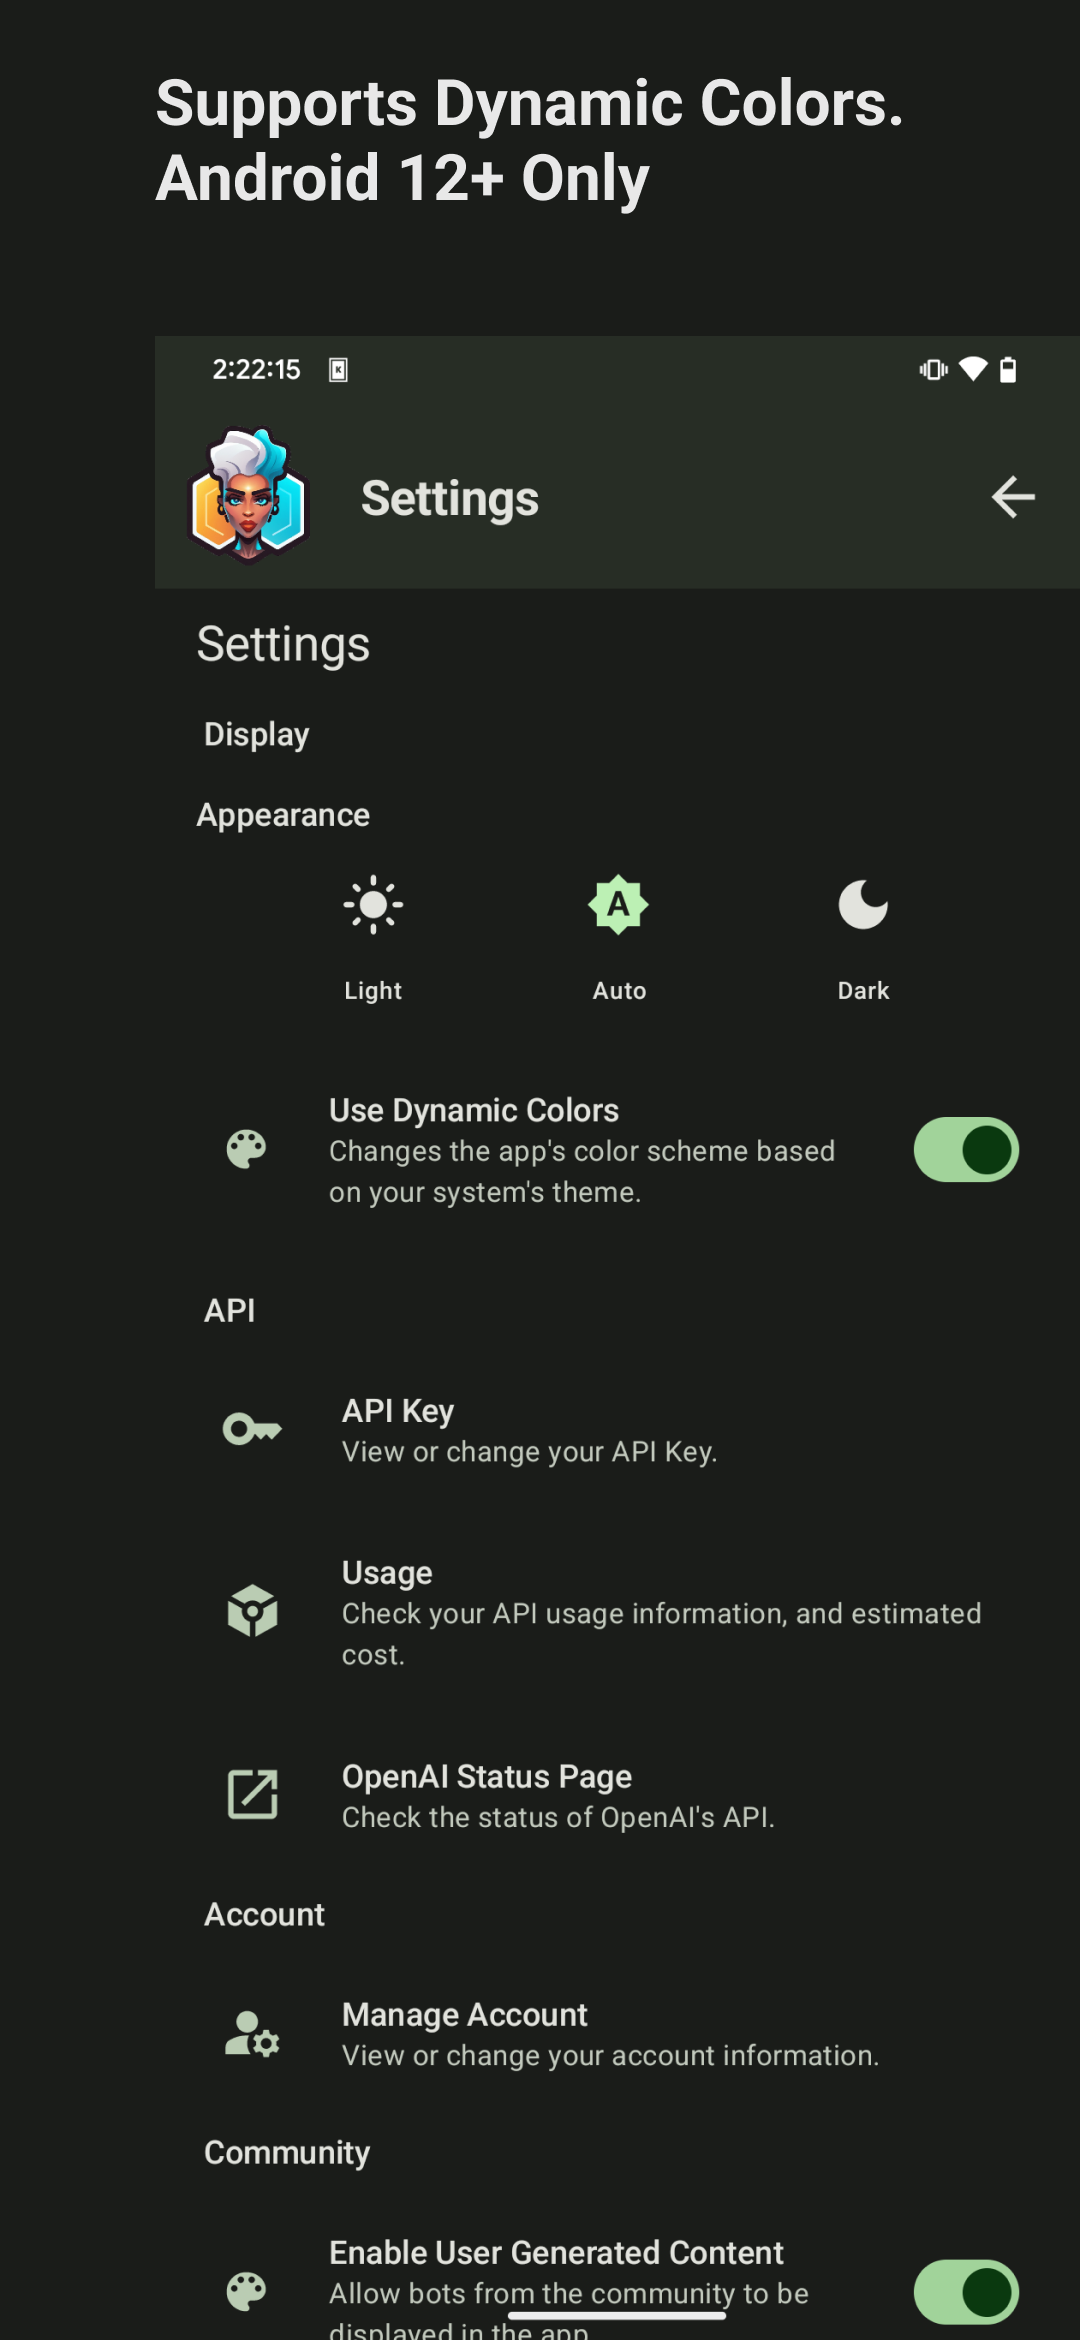 Supports Dynamic Colors.
Android 12+ Only
2:22:15
Settings
Settings
Display
Appearance
A
Light
Auto
Dark
Use Dynamic Colors
Changes the app's color scheme based
on your system's theme.
API
API Key
View or change your API Key.
Usage
Check your API usage information, and estimated
cost.
OpenAI Status Page
Check the status of OpenAI's API.
Account
Manage Account
View or change your account information.
Community
Enable User Generated Content
Allow bots from the community to be
displayed in the app